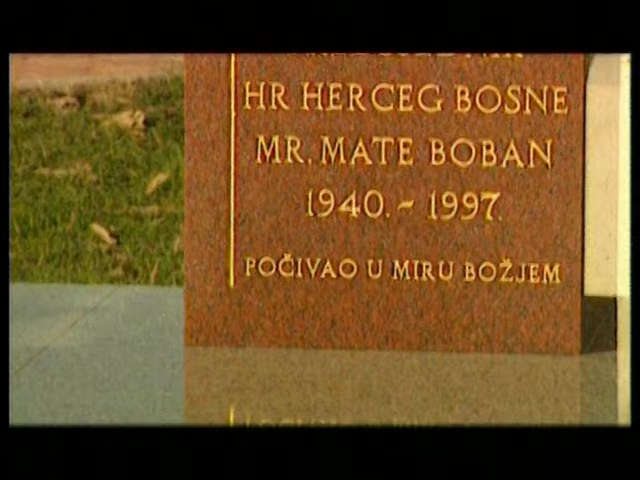 HR HERCEG BOSNE
MR. MATE BOBAN
1940. - 1997.
POČIVAO U MIRU BOŽJEM